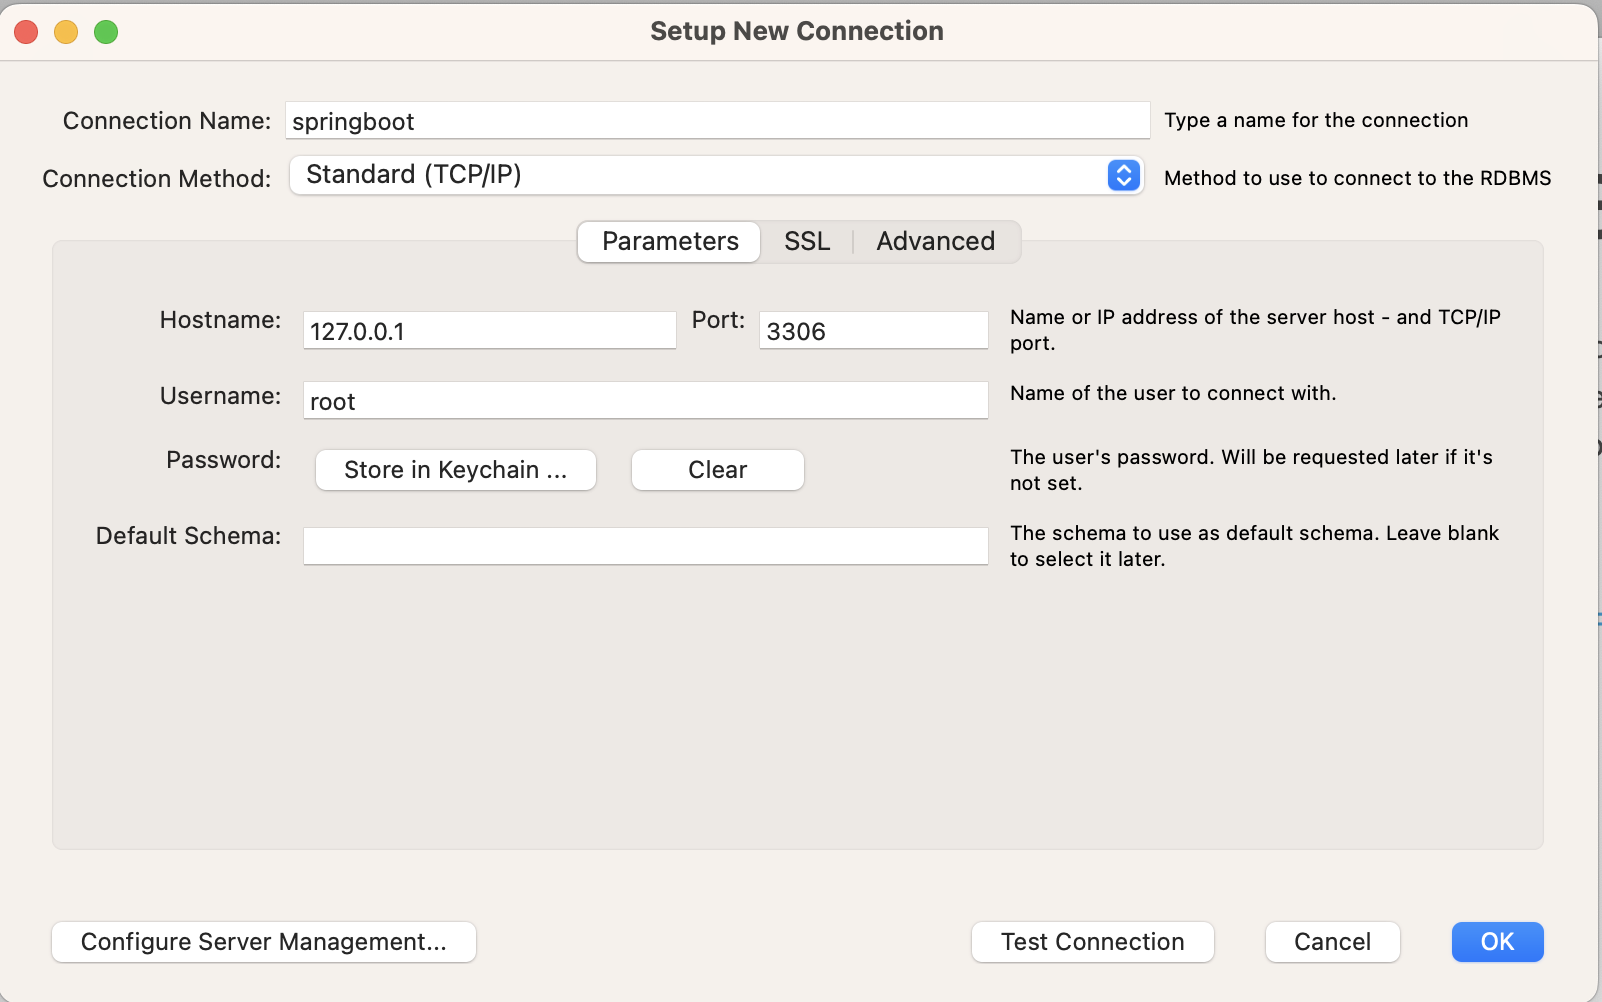 Setup New Connection
Connection Name: springboot Type a name for the connection
Connection Method: Standard (TCP/IP) Method to use to connect to the RDBMS
Parameters SSL Advanced
Hostname: 127.0.0.1 Port: 3306 Name or IP address of the server host - and TCP/IP
port.
Username: root Name of the user to connect with.
Password: Store in Keychain ... Clear The user's password. Will be requested later if it's
not set.
Default Schema: The schema to use as default schema. Leave blank
to select it later.
Configure Server Management... Test Connection Cancel OK